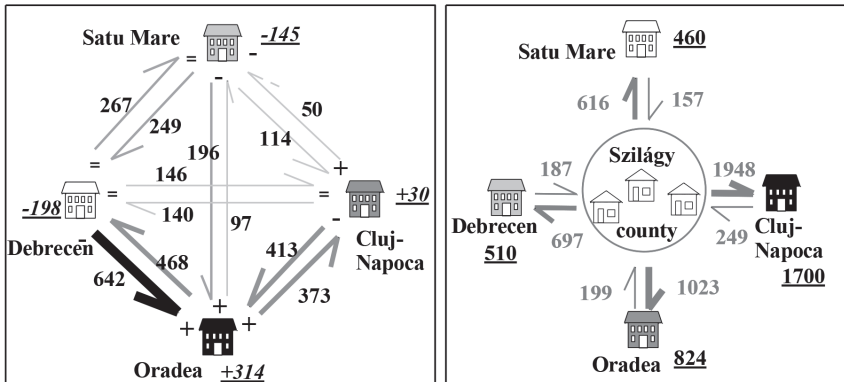 Satu Mare -145
= -
-
267
249
196
114
50
= +
146
-198 = = +30
140 -
Debrecen - 97 Cluj-
Napoca
468 413
642 373
+
+ +
Oradea +314
Satu Mare 460
616 157
Szilágy
187 1948
Debrecen county Cluj-
510 697 249 Napoca
1700
199 1023
Oradea 824